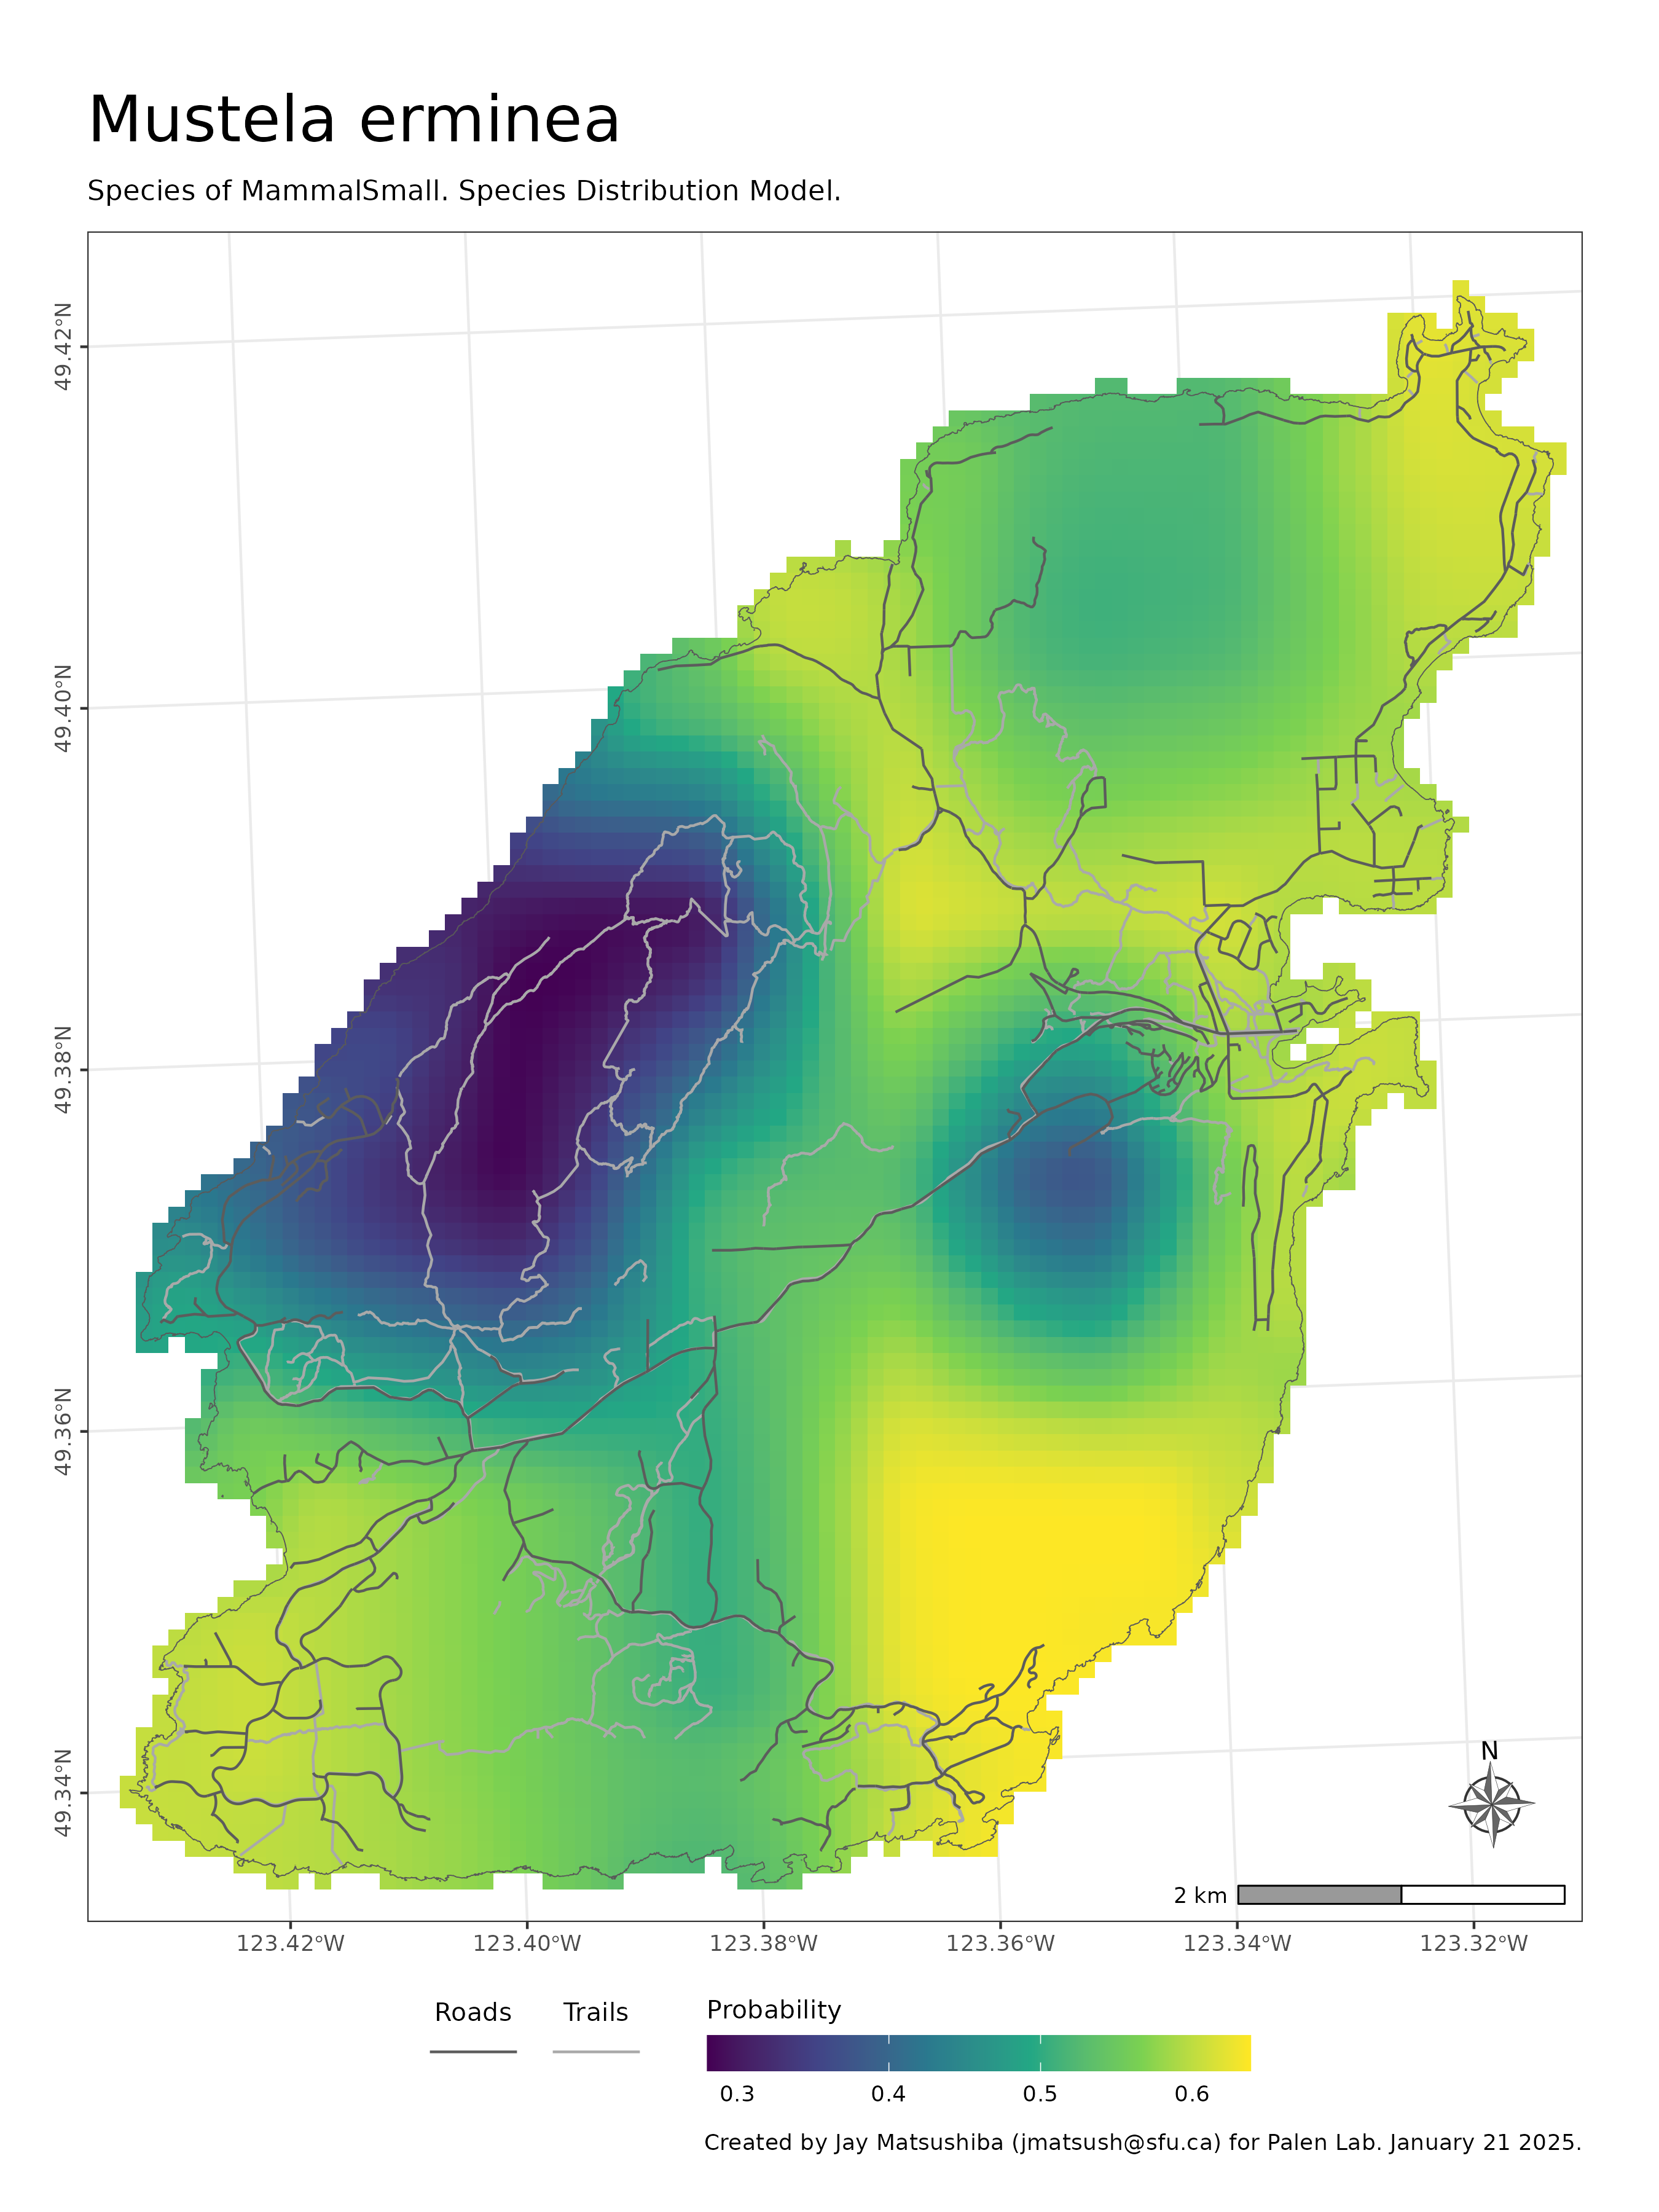 Mustela erminea
Species of MammalSmall. Species Distribution Model.
49.42°N
49.40°N
49.38°N
49.36°N
49.34°N
N
2 km
123.42°W 123.40°W 123.38°W 123.36°W 123.34°W 123.32°W
Roads Trails Probability
0.3 0.4 0.5 0.6
Created by Jay Matsushiba (jmatsush@sfu.ca) for Palen Lab. January 21 2025.